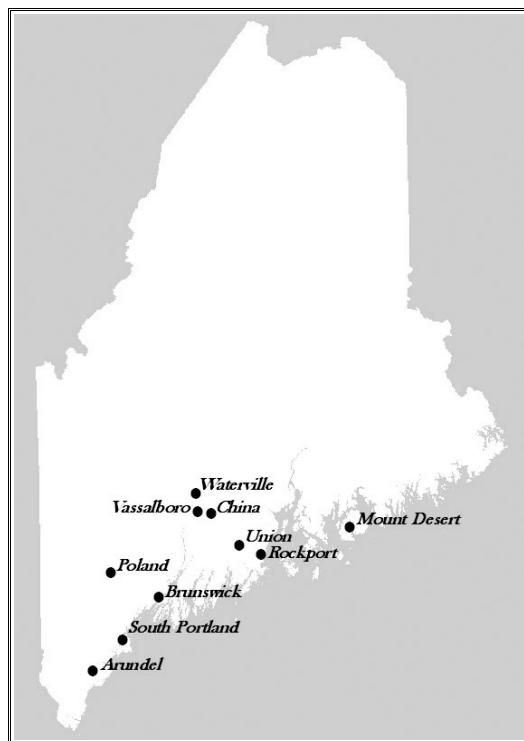 Waterville
Vassalboro
China
Mount Desert
Union
Rockport
Poland
Brunswick
South Portland
Arundel